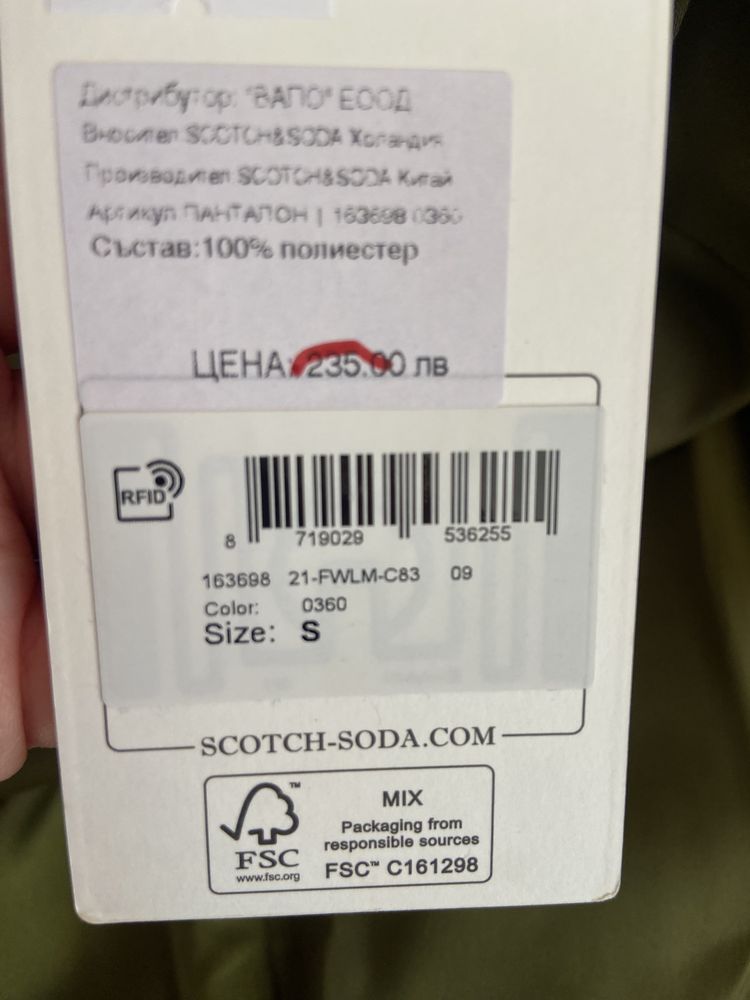 Дистрибутор: "ВАПО" ЕООД
Вносител SCOTCH&SODA Холандия
Производител SCOTCH&SODA Китай
Артикул ПАНТАЛОН | 163698 0360
Състав:100% полиестер
ЦЕНА: 235.00 лв
RFID
8 719029 536255
163698 21-FWLM-C83 09
Color: 0360
Size: S
SCOTCH-SODA.COM
FSC™
www.fsc.org
MIX
Packaging from
responsible sources
FSC™ C161298